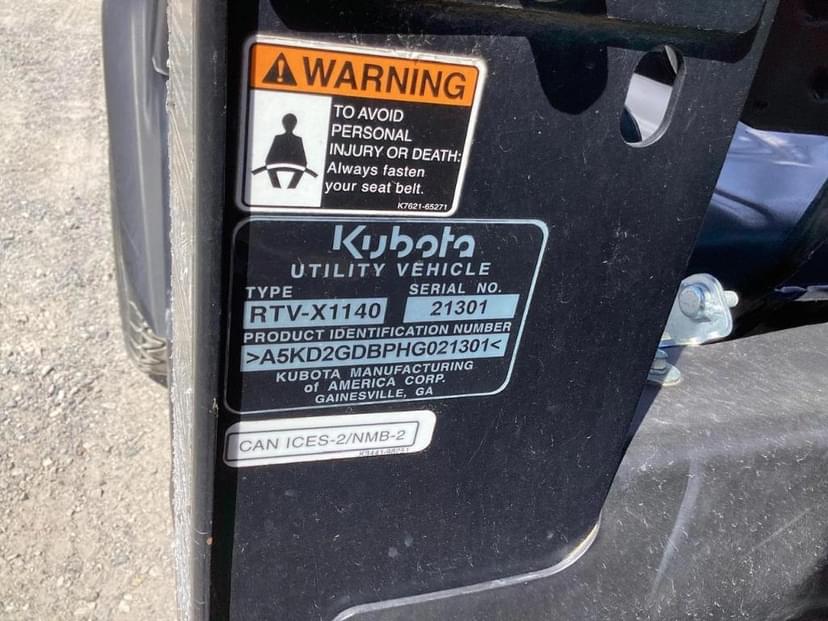 WARNING
TO AVOID
PERSONAL
INJURY OR DEATH:
Always fasten
your seat belt.
K7621-65271
Kubota
UTILITY VEHICLE
TYPE SERIAL NO.
RTV-X1140 21301
PRODUCT IDENTIFICATION NUMBER
>A5KD2GDBPHG021301<
KUBOTA MANUFACTURING
of AMERICA CORP.
GAINESVILLE, GA
CAN ICES-2/NMB-2